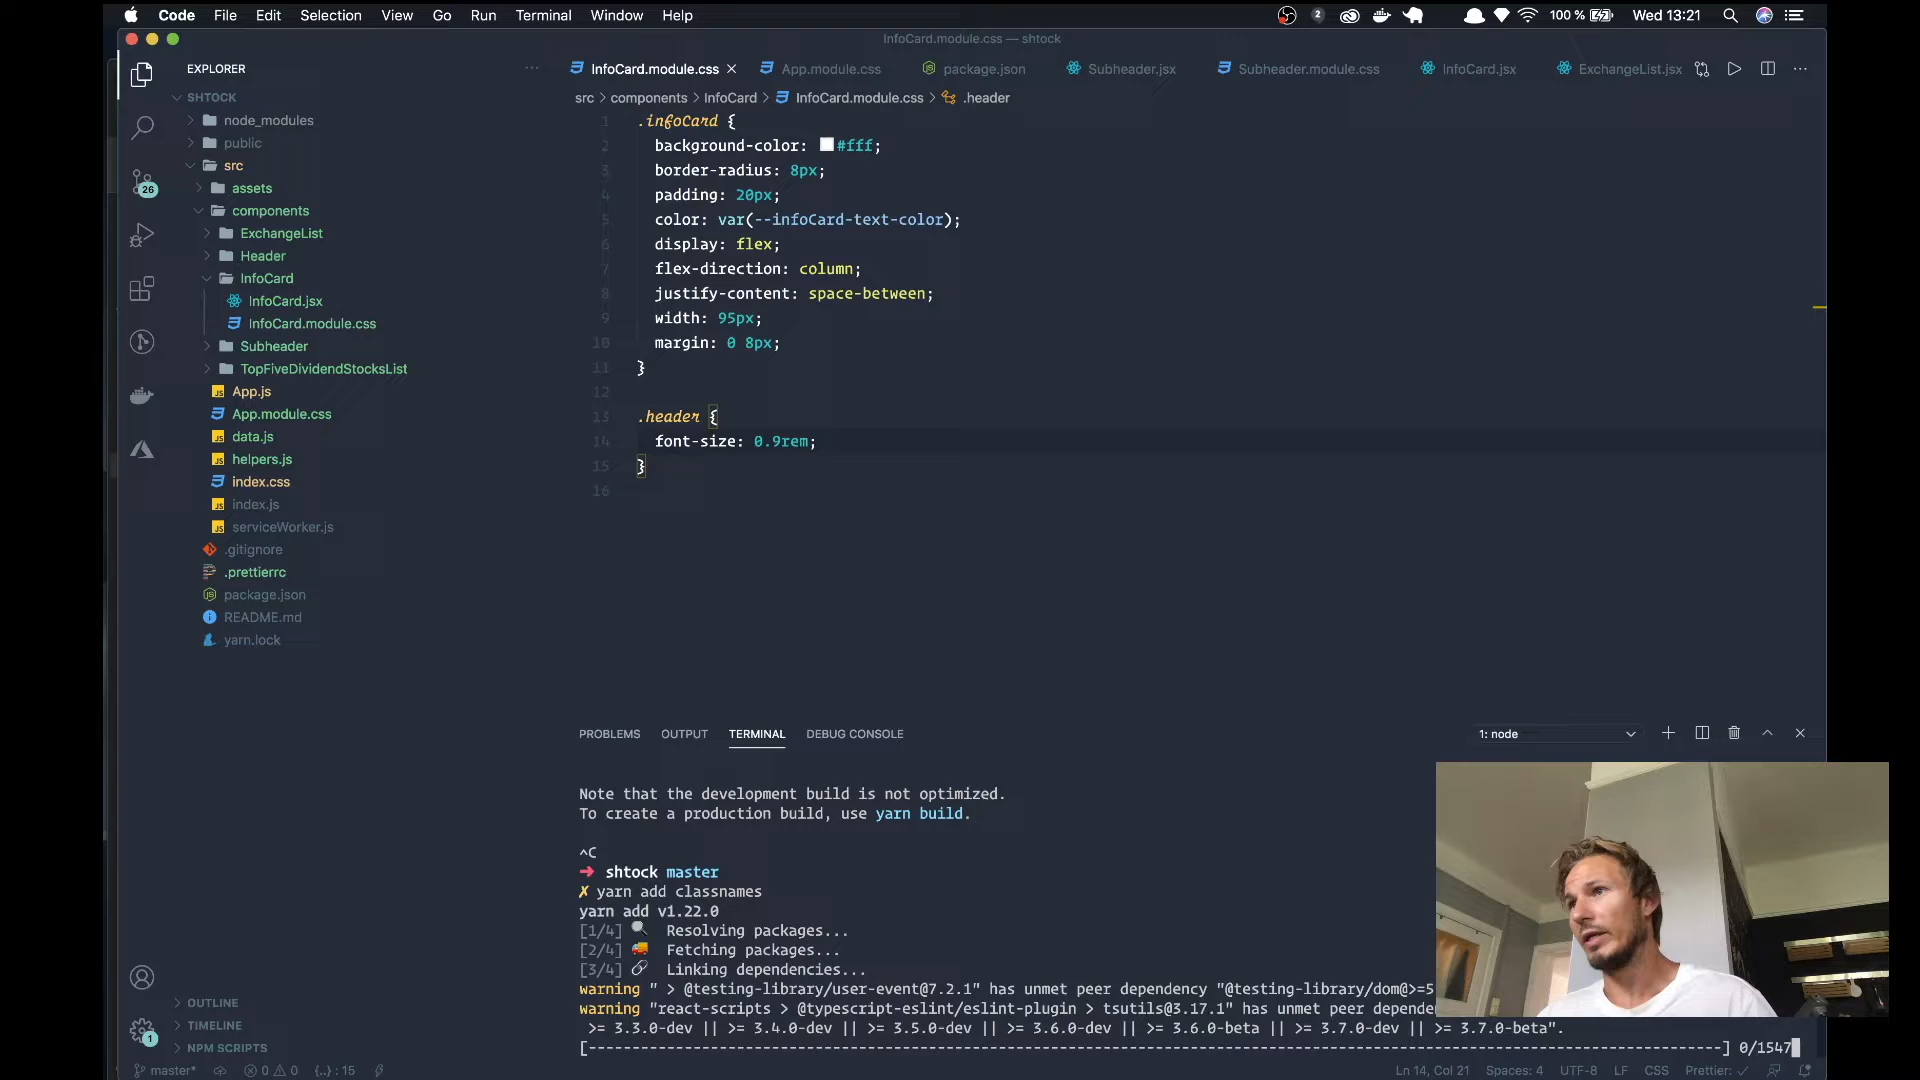 Code File Edit Selection View Go Run Terminal Window Help
2 100 % Wed 13:21
InfoCard.module.css — shtock
EXPLORER
InfoCard.module.css App.module.css package.json Subheader.jsx Subheader.module.css InfoCard.jsx ExchangeList.jsx
src > components > InfoCard > InfoCard.module.css > .header
SHTOCK
node_modules
public
src
assets
components
ExchangeList
Header
InfoCard
InfoCard.jsx
InfoCard.module.css
Subheader
TopFiveDividendStocksList
App.js
App.module.css
data.js
helpers.js
index.css
index.js
serviceWorker.js
.gitignore
.prettierrc
package.json
README.md
yarn.lock
26
1
OUTLINE
TIMELINE
NPM SCRIPTS
1 .infoCard {
2 background-color: #fff;
3 border-radius: 8px;
4 padding: 20px;
5 color: var(--infoCard-text-color);
6 display: flex;
7 flex-direction: column;
8 justify-content: space-between;
9 width: 95px;
10 margin: 0 8px;
11 }
12
13 .header {
14 font-size: 0.9rem;
15 }
16
PROBLEMS OUTPUT TERMINAL DEBUG CONSOLE
1: node
Note that the development build is not optimized.
To create a production build, use yarn build.
^C
➜ shtock master
✗ yarn add classnames
yarn add v1.22.0
[1/4] 🔍 Resolving packages...
[2/4] 🚚 Fetching packages...
[3/4] 🔗 Linking dependencies...
warning " > @testing-library/user-event@7.2.1" has unmet peer dependency "@testing-library/dom@>=5
warning "react-scripts > @typescript-eslint/eslint-plugin > tsutils@3.17.1" has unmet peer depende
>= 3.3.0-dev || >= 3.4.0-dev || >= 3.5.0-dev || >= 3.6.0-dev || >= 3.6.0-beta || >= 3.7.0-dev || >= 3.7.0-beta".
[----------------------------------------------------------------------------------------------------------------------------------] 0/1547
master* 0 0 {..} : 15 Ln 14, Col 21 Spaces: 4 UTF-8 LF CSS Prettier: ✓